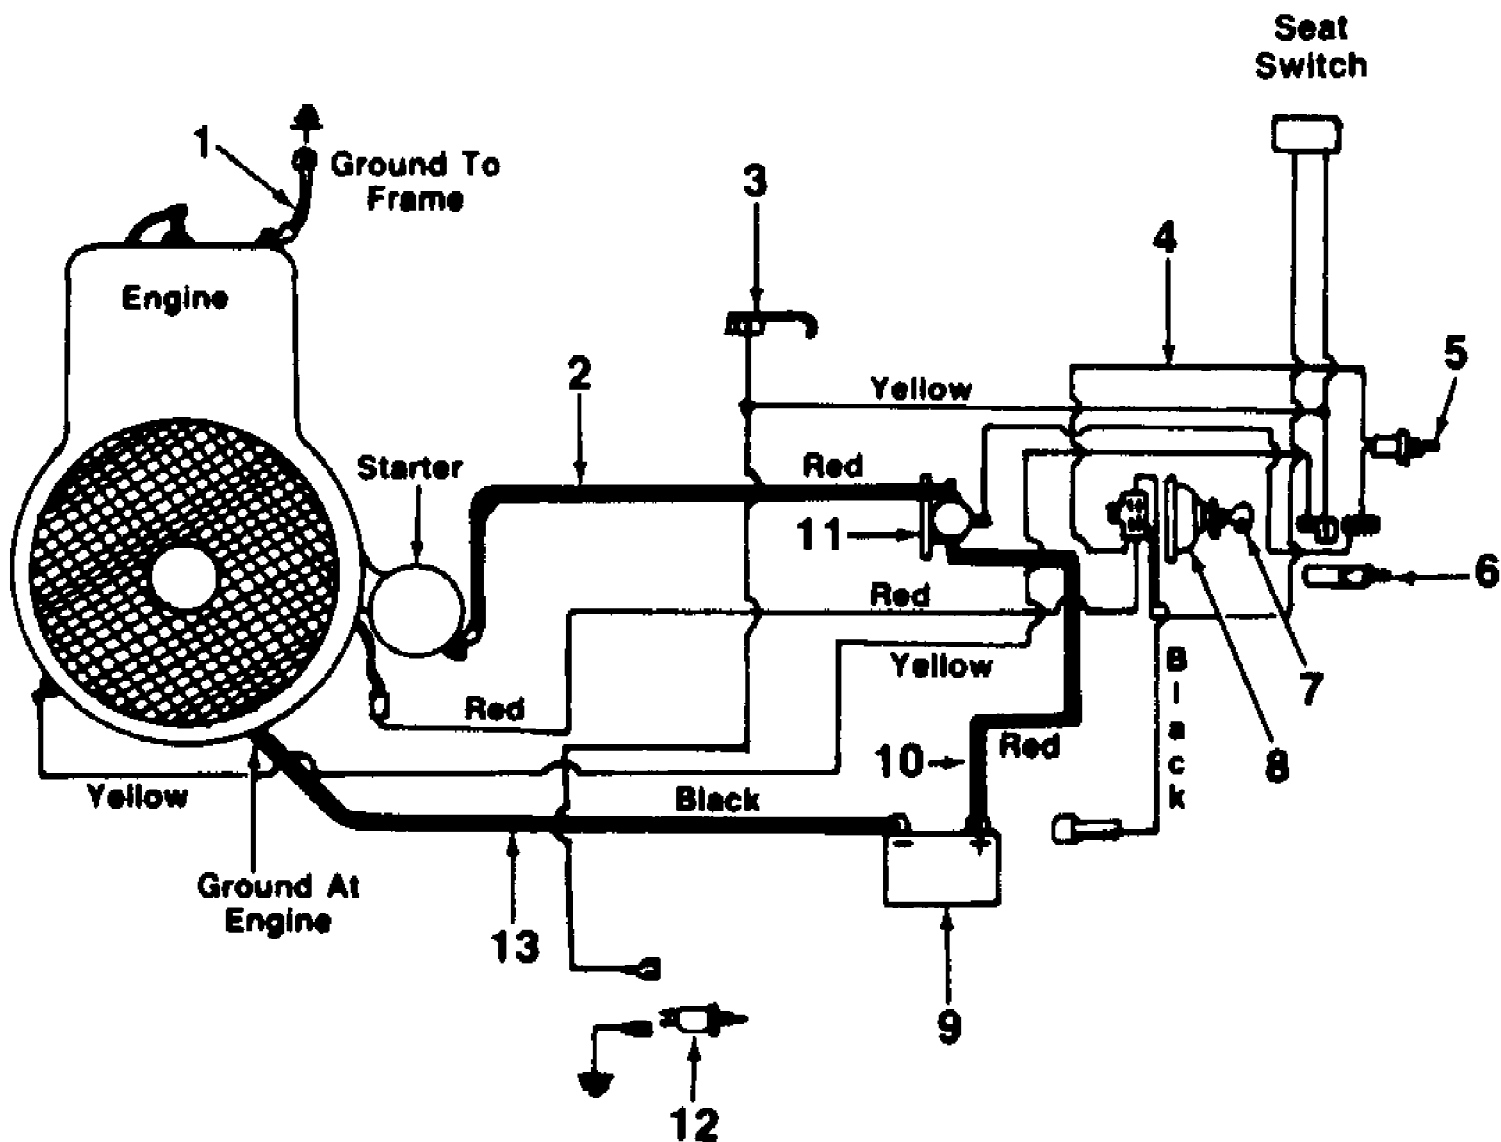 Seat
Switch
1
Ground To
Frame
3
4
Engine
2
5
Yellow
Starter
Red
11
6
Red
Yellow
B
l
a
c
k
7
Red
8
10
Red
Yellow
Black
- +
Ground At
Engine
13
9
12